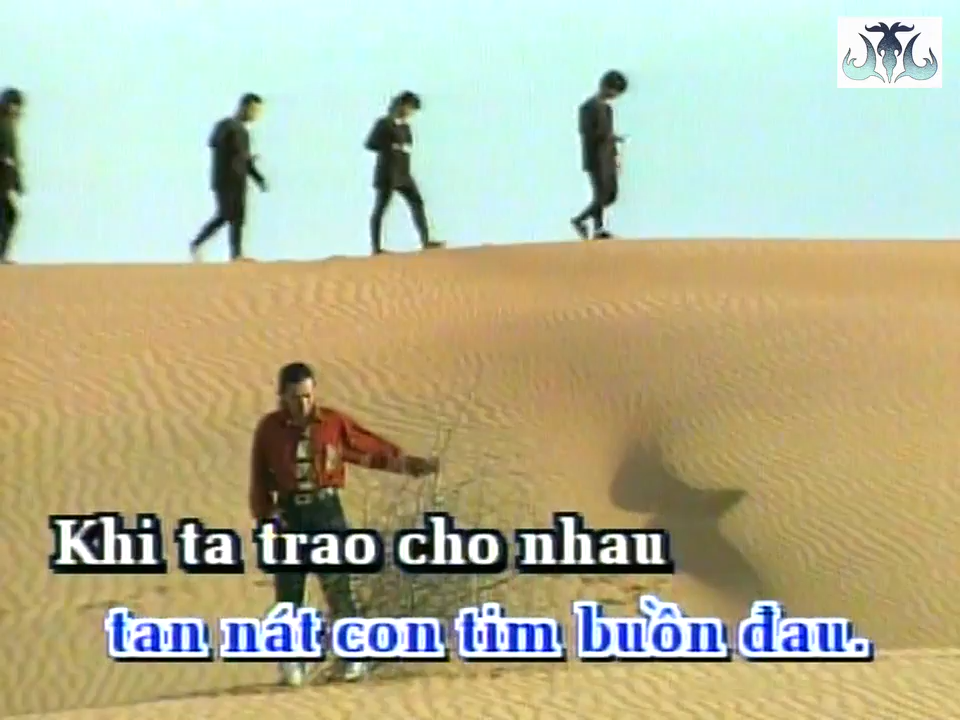 Khi ta trao cho nhau
tan nát con tim buồn đau.